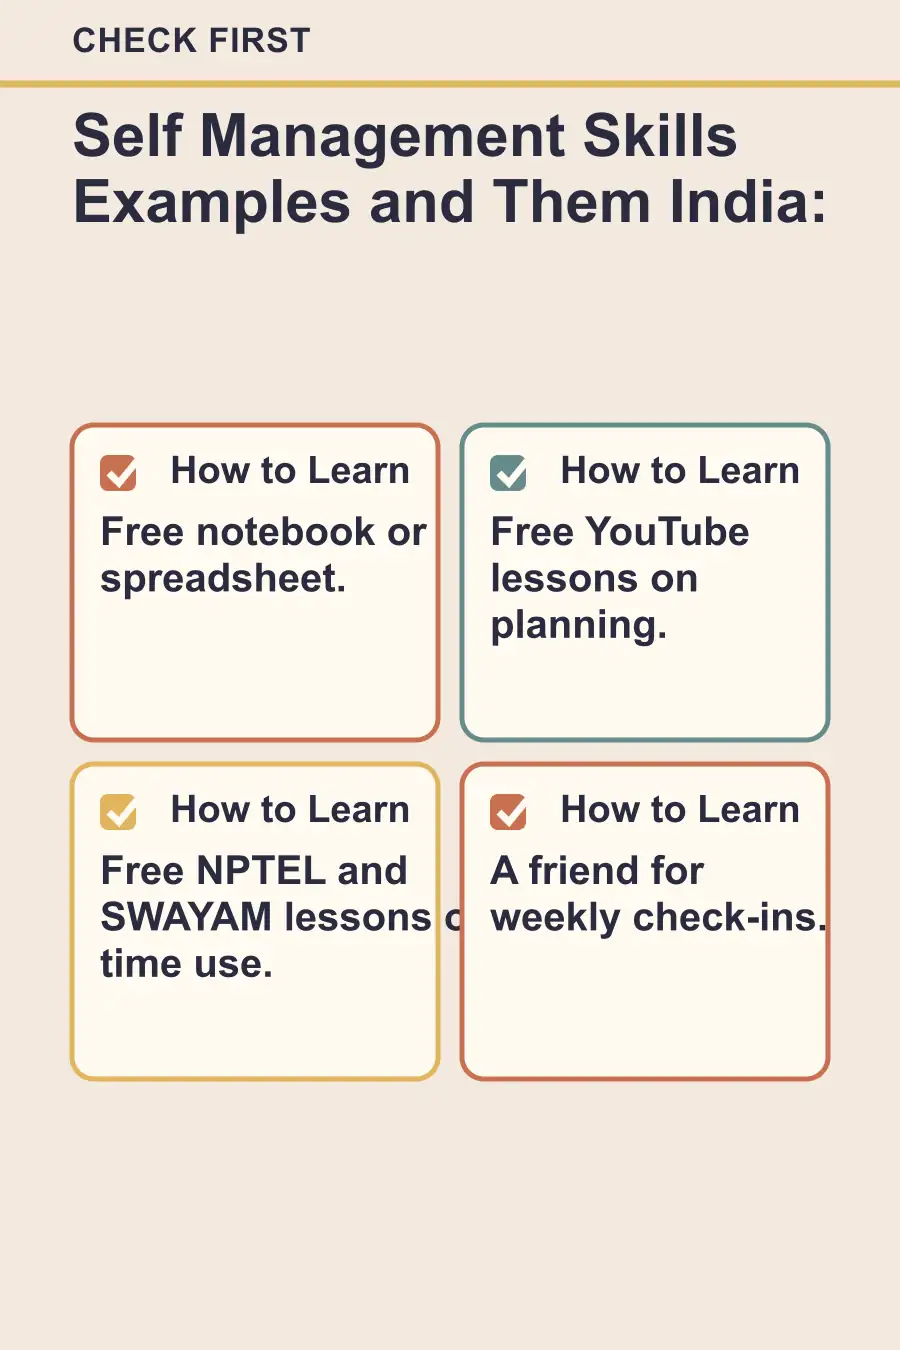 CHECK FIRST
Self Management Skills
Examples and Them India:
How to Learn
Free notebook or
spreadsheet.
How to Learn
Free YouTube
lessons on
planning.
How to Learn
Free NPTEL and
SWAYAM lessons
time use.
How to Learn
A friend for
weekly check-ins.